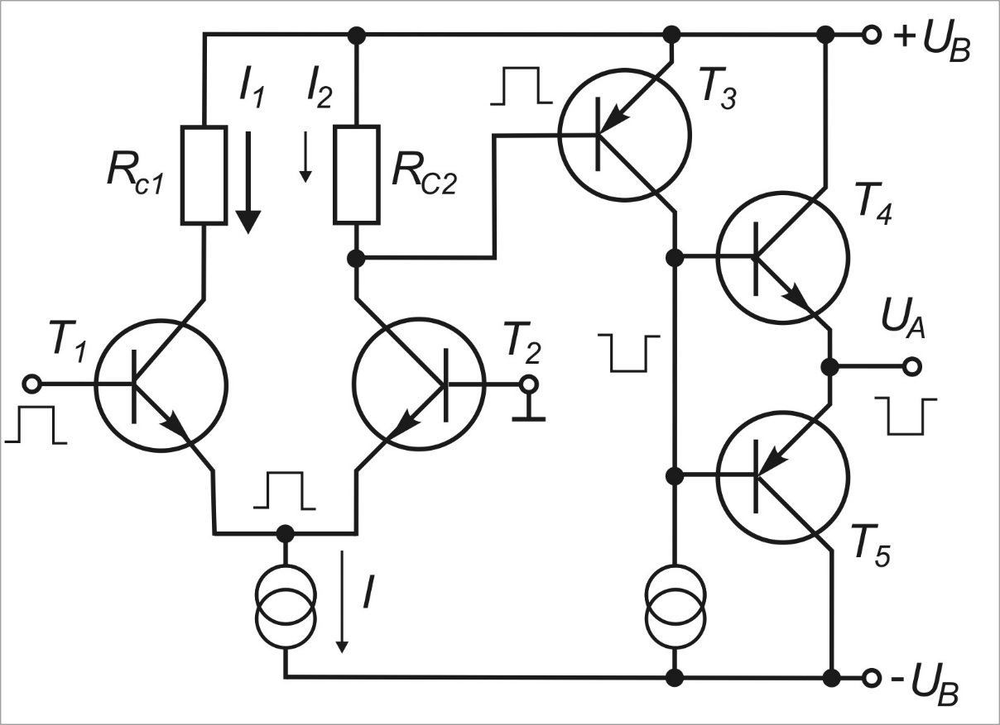 + U_B
I_1
I_2
T_3
R_c1
R_C2
T_4
T_1
T_2
U_A
T_5
I
- U_B